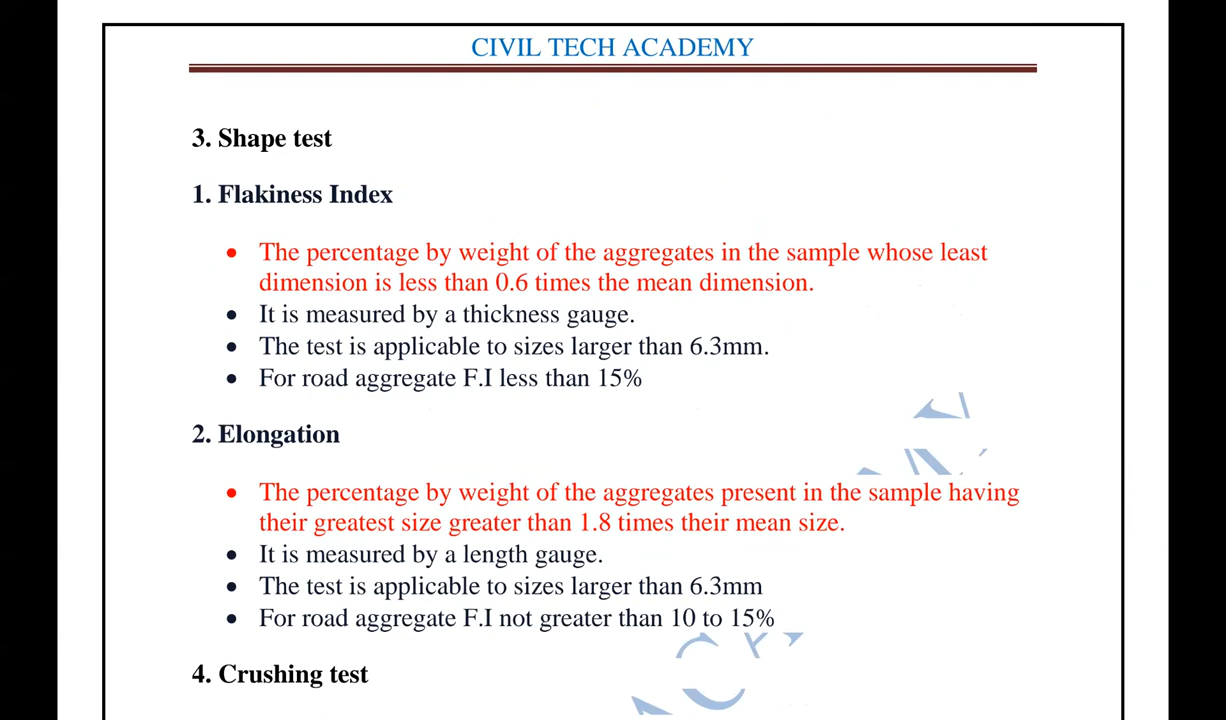 CIVIL TECH ACADEMY
3. Shape test
1. Flakiness Index
• The percentage by weight of the aggregates in the sample whose least
dimension is less than 0.6 times the mean dimension.
• It is measured by a thickness gauge.
• The test is applicable to sizes larger than 6.3mm.
• For road aggregate F.I less than 15%
2. Elongation
• The percentage by weight of the aggregates present in the sample having
their greatest size greater than 1.8 times their mean size.
• It is measured by a length gauge.
• The test is applicable to sizes larger than 6.3mm
• For road aggregate F.I not greater than 10 to 15%
4. Crushing test